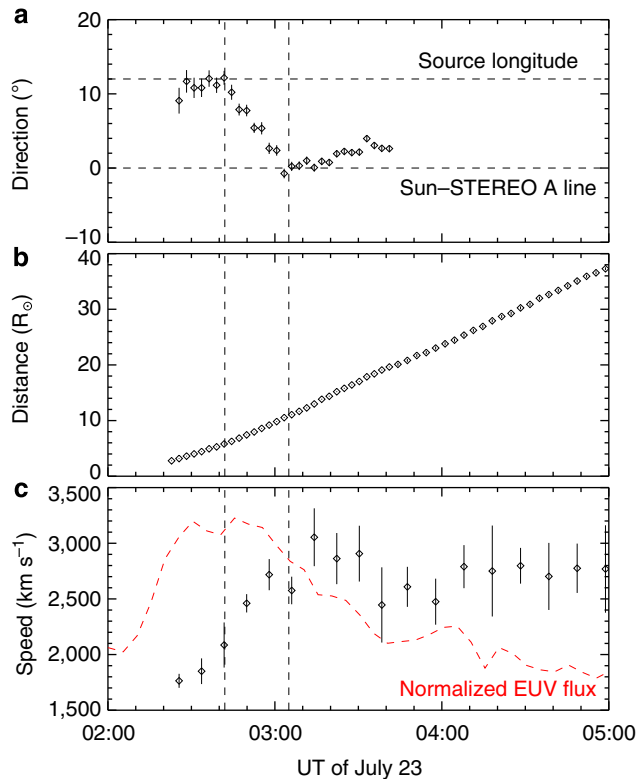 a
20
Source longitude
10
Direction (°)
0
Sun–STEREO A line
−10
b
40
30
Distance (R☉)
20
10
0
c
3,500
3,000
Speed (km s⁻¹)
2,500
2,000
Normalized EUV flux
1,500
02:00 03:00 04:00 05:00
UT of July 23